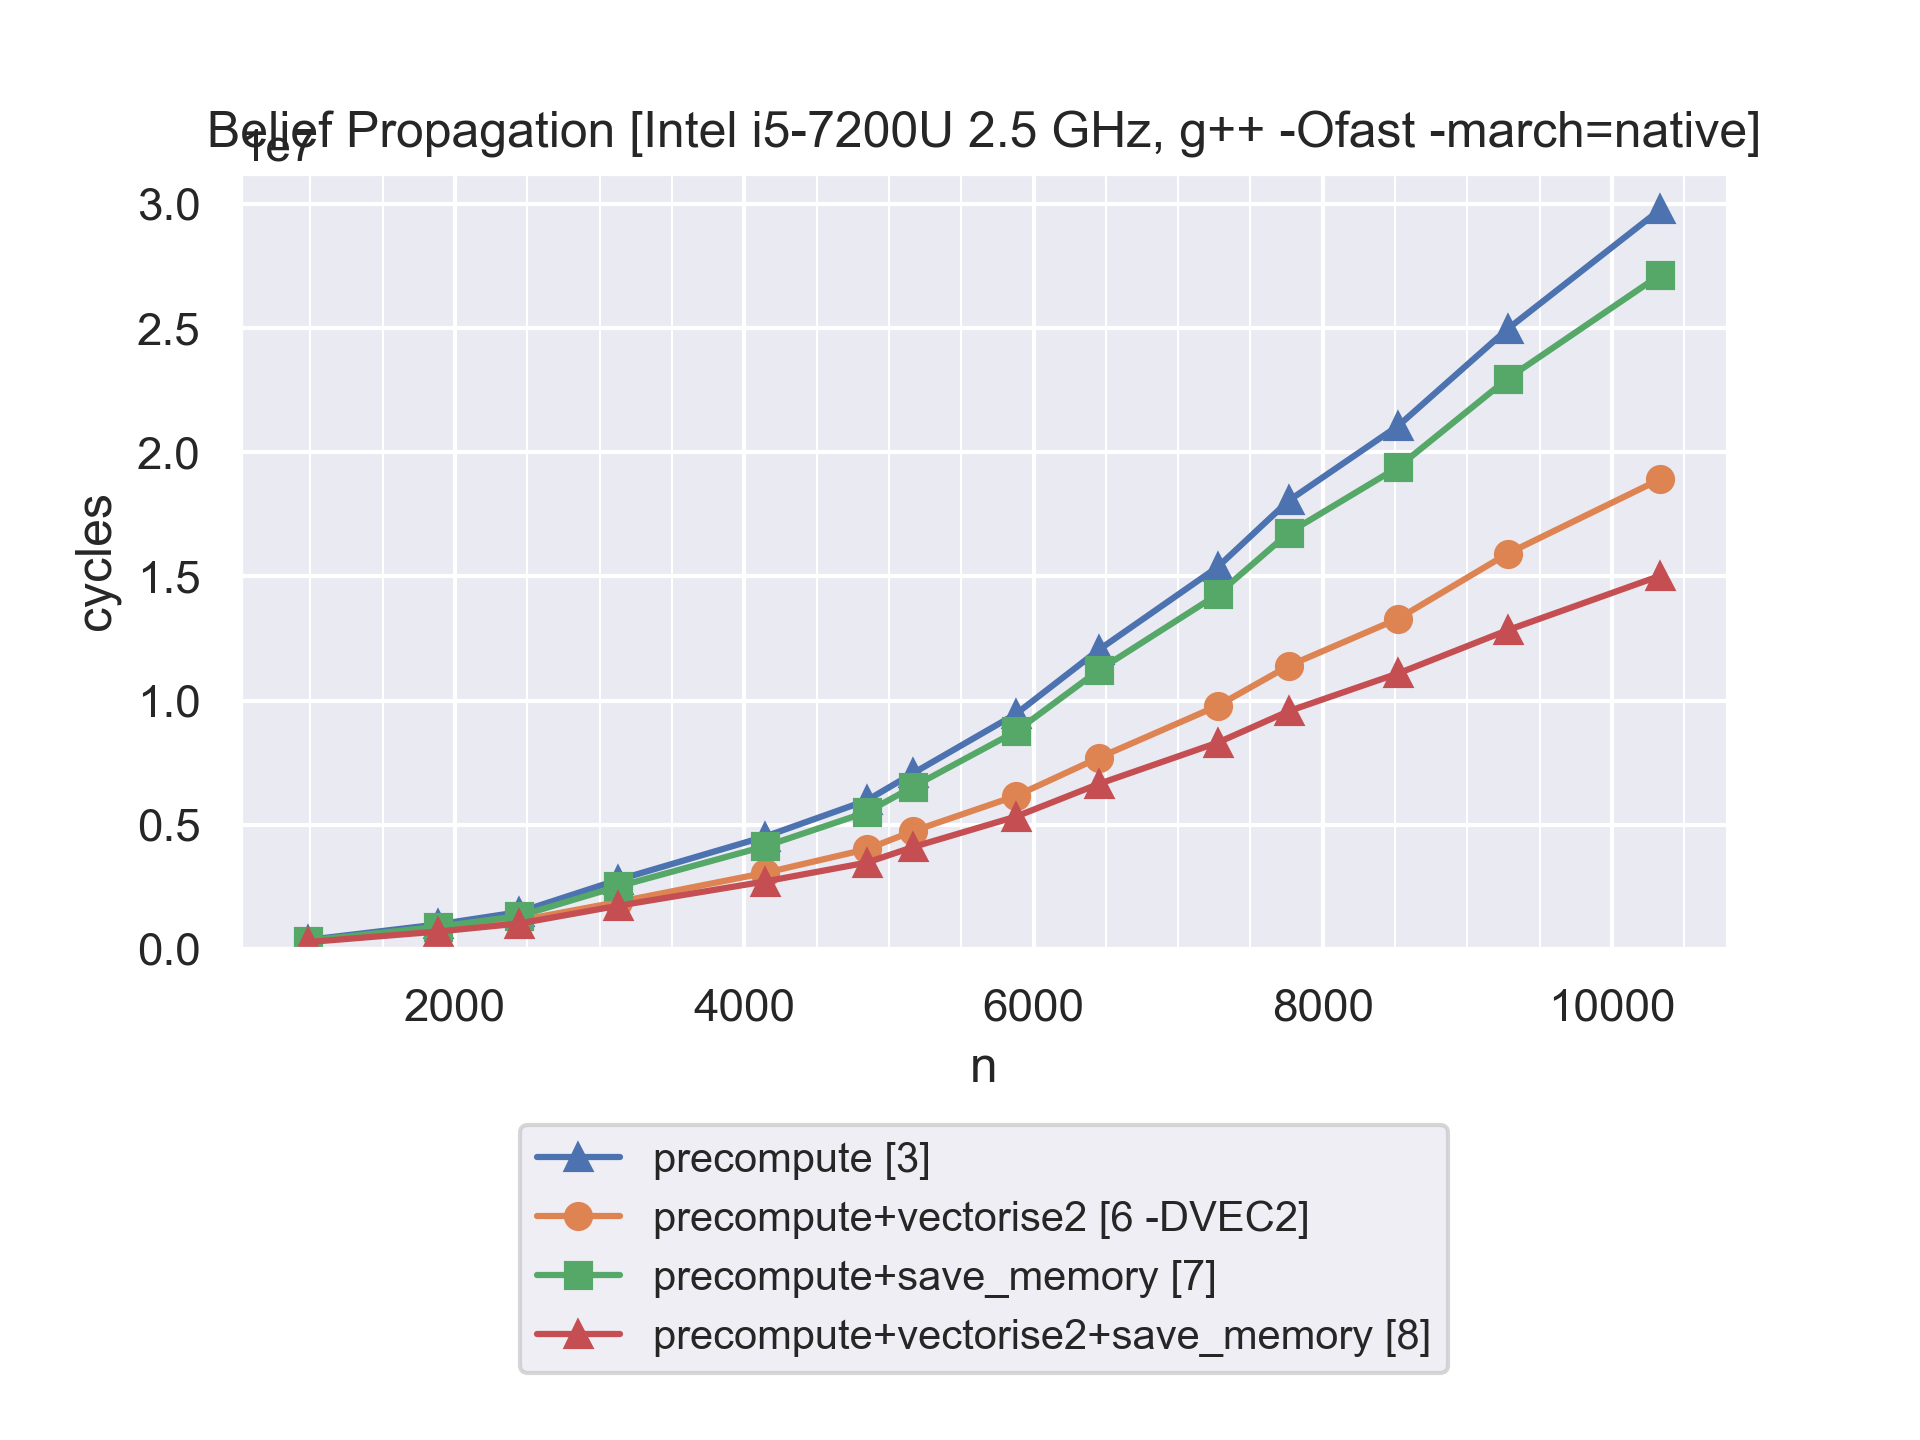 Belief Propagation [Intel i5-7200U 2.5 GHz, g++ -Ofast -march=native]
1e7
3.0
2.5
2.0
1.5
1.0
0.5
0.0
cycles
2000 4000 6000 8000 10000
n
precompute [3]
precompute+vectorise2 [6 -DVEC2]
precompute+save_memory [7]
precompute+vectorise2+save_memory [8]